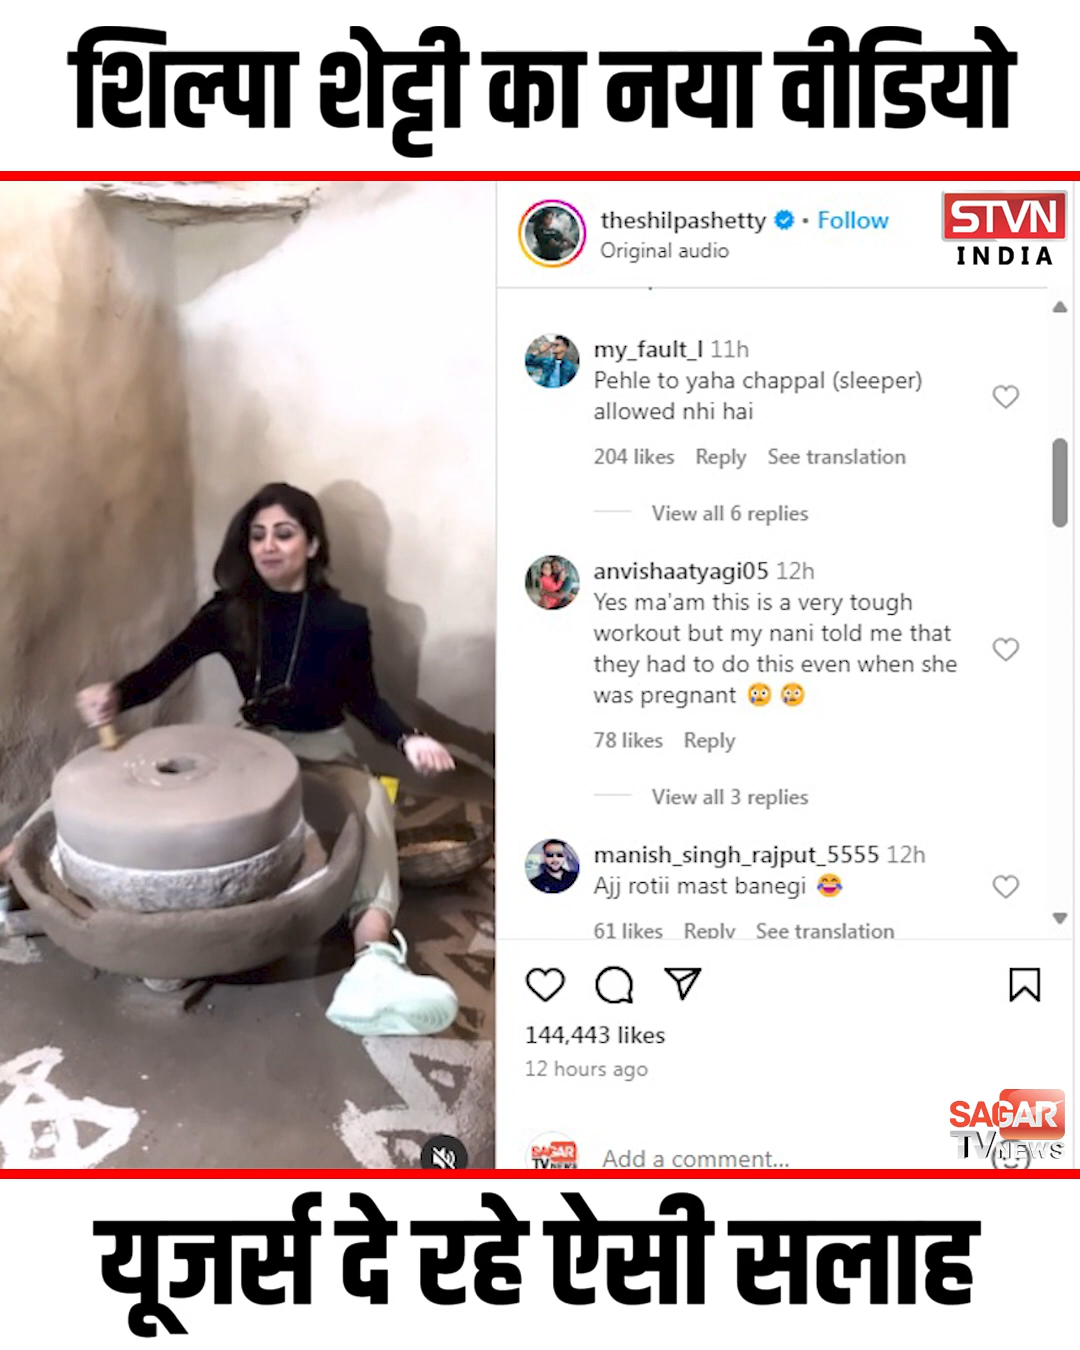 शिल्पा शेट्टी का नया वीडियो
theshilpashetty • Follow
Original audio
STVN
INDIA
my_fault_l 11h
Pehle to yaha chappal (sleeper)
allowed nhi hai
204 likes Reply See translation
View all 6 replies
anvishaatyagi05 12h
Yes ma'am this is a very tough
workout but my nani told me that
they had to do this even when she
was pregnant 😢 😢
78 likes Reply
View all 3 replies
manish_singh_rajput_5555 12h
Ajj rotii mast banegi 😂
61 likes Reply See translation
144,443 likes
12 hours ago
SAGAR
TV NEWS
SAGAR
Add a comment...
यूजर्स दे रहे ऐसी सलाह